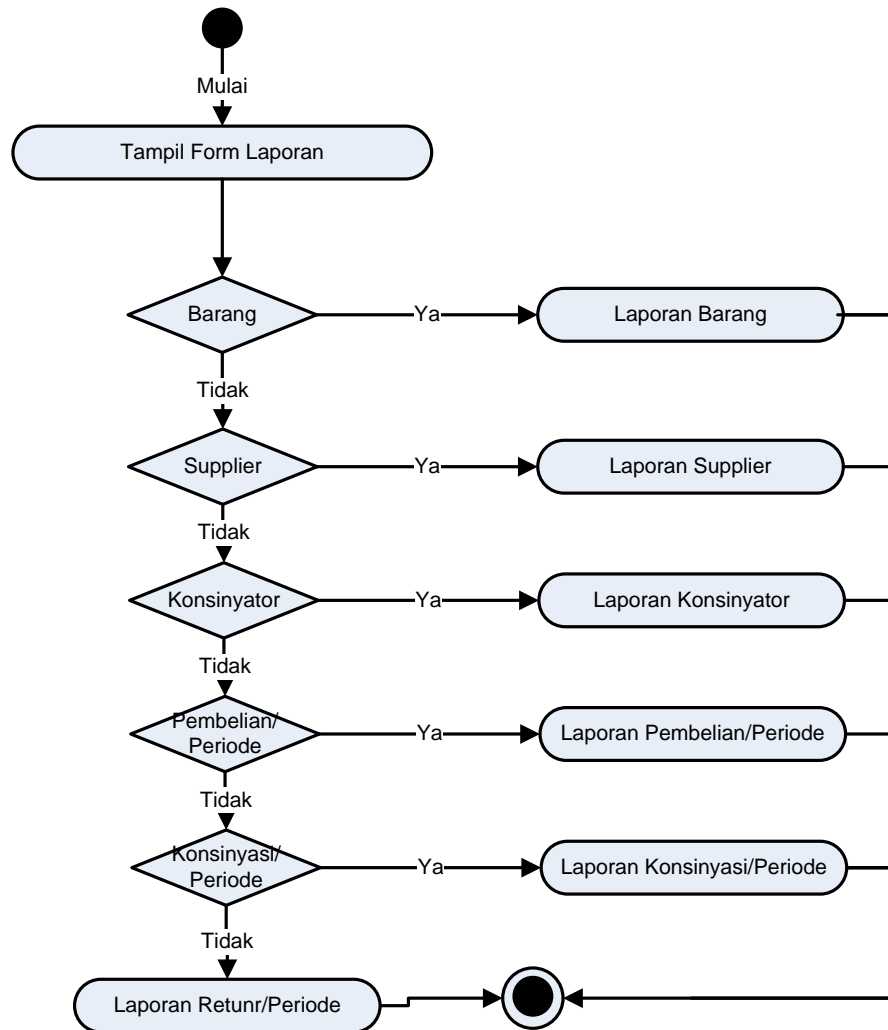 Mulai
Tampil Form Laporan
Barang
Ya
Laporan Barang
Tidak
Supplier
Ya
Laporan Supplier
Tidak
Konsinyator
Ya
Laporan Konsinyator
Tidak
Pembelian/
Periode
Ya
Laporan Pembelian/Periode
Tidak
Konsinyasi/
Periode
Ya
Laporan Konsinyasi/Periode
Tidak
Laporan Retunr/Periode